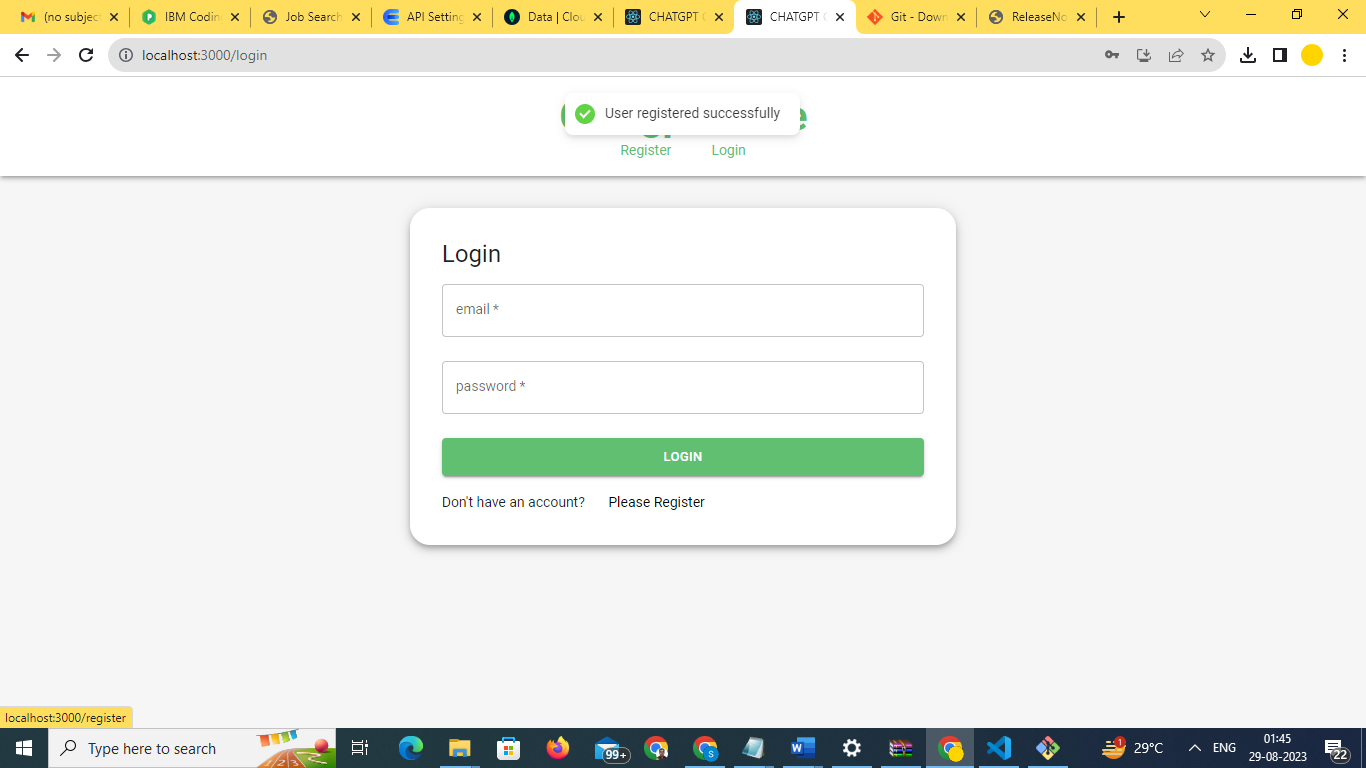 (no subject
IBM Coding
Job Search
API Setting
Data | Clou
CHATGPT C
CHATGPT C
Git - Down
ReleaseNo
localhost:3000/login
User registered successfully
Register
Login
Login
email *
password *
LOGIN
Don't have an account? Please Register
localhost:3000/register
Type here to search
99+
S
1
29°C
ENG
01:45
29-08-2023
22